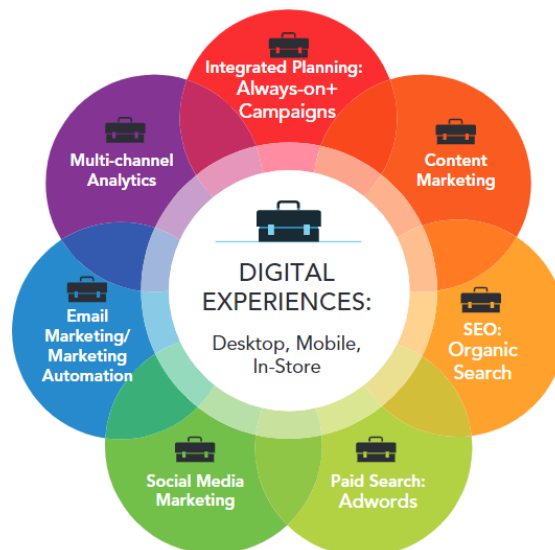 Integrated Planning:
Always-on+
Campaigns
Content
Marketing
SEO:
Organic
Search
Paid Search:
Adwords
Social Media
Marketing
Email
Marketing/
Marketing
Automation
Multi-channel
Analytics
DIGITAL
EXPERIENCES:
Desktop, Mobile,
In-Store